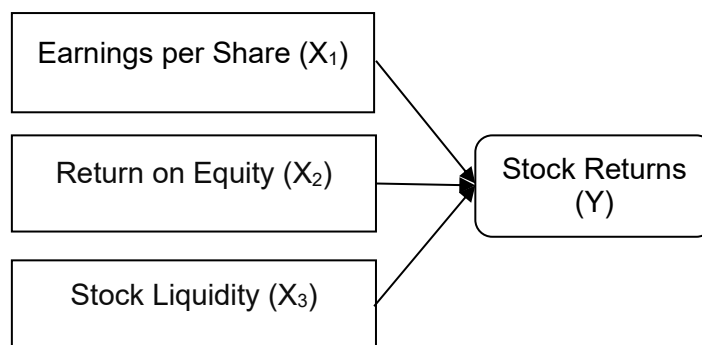 Earnings per Share (X₁)
Return on Equity (X₂)
Stock Liquidity (X₃)
Stock Returns
(Y)